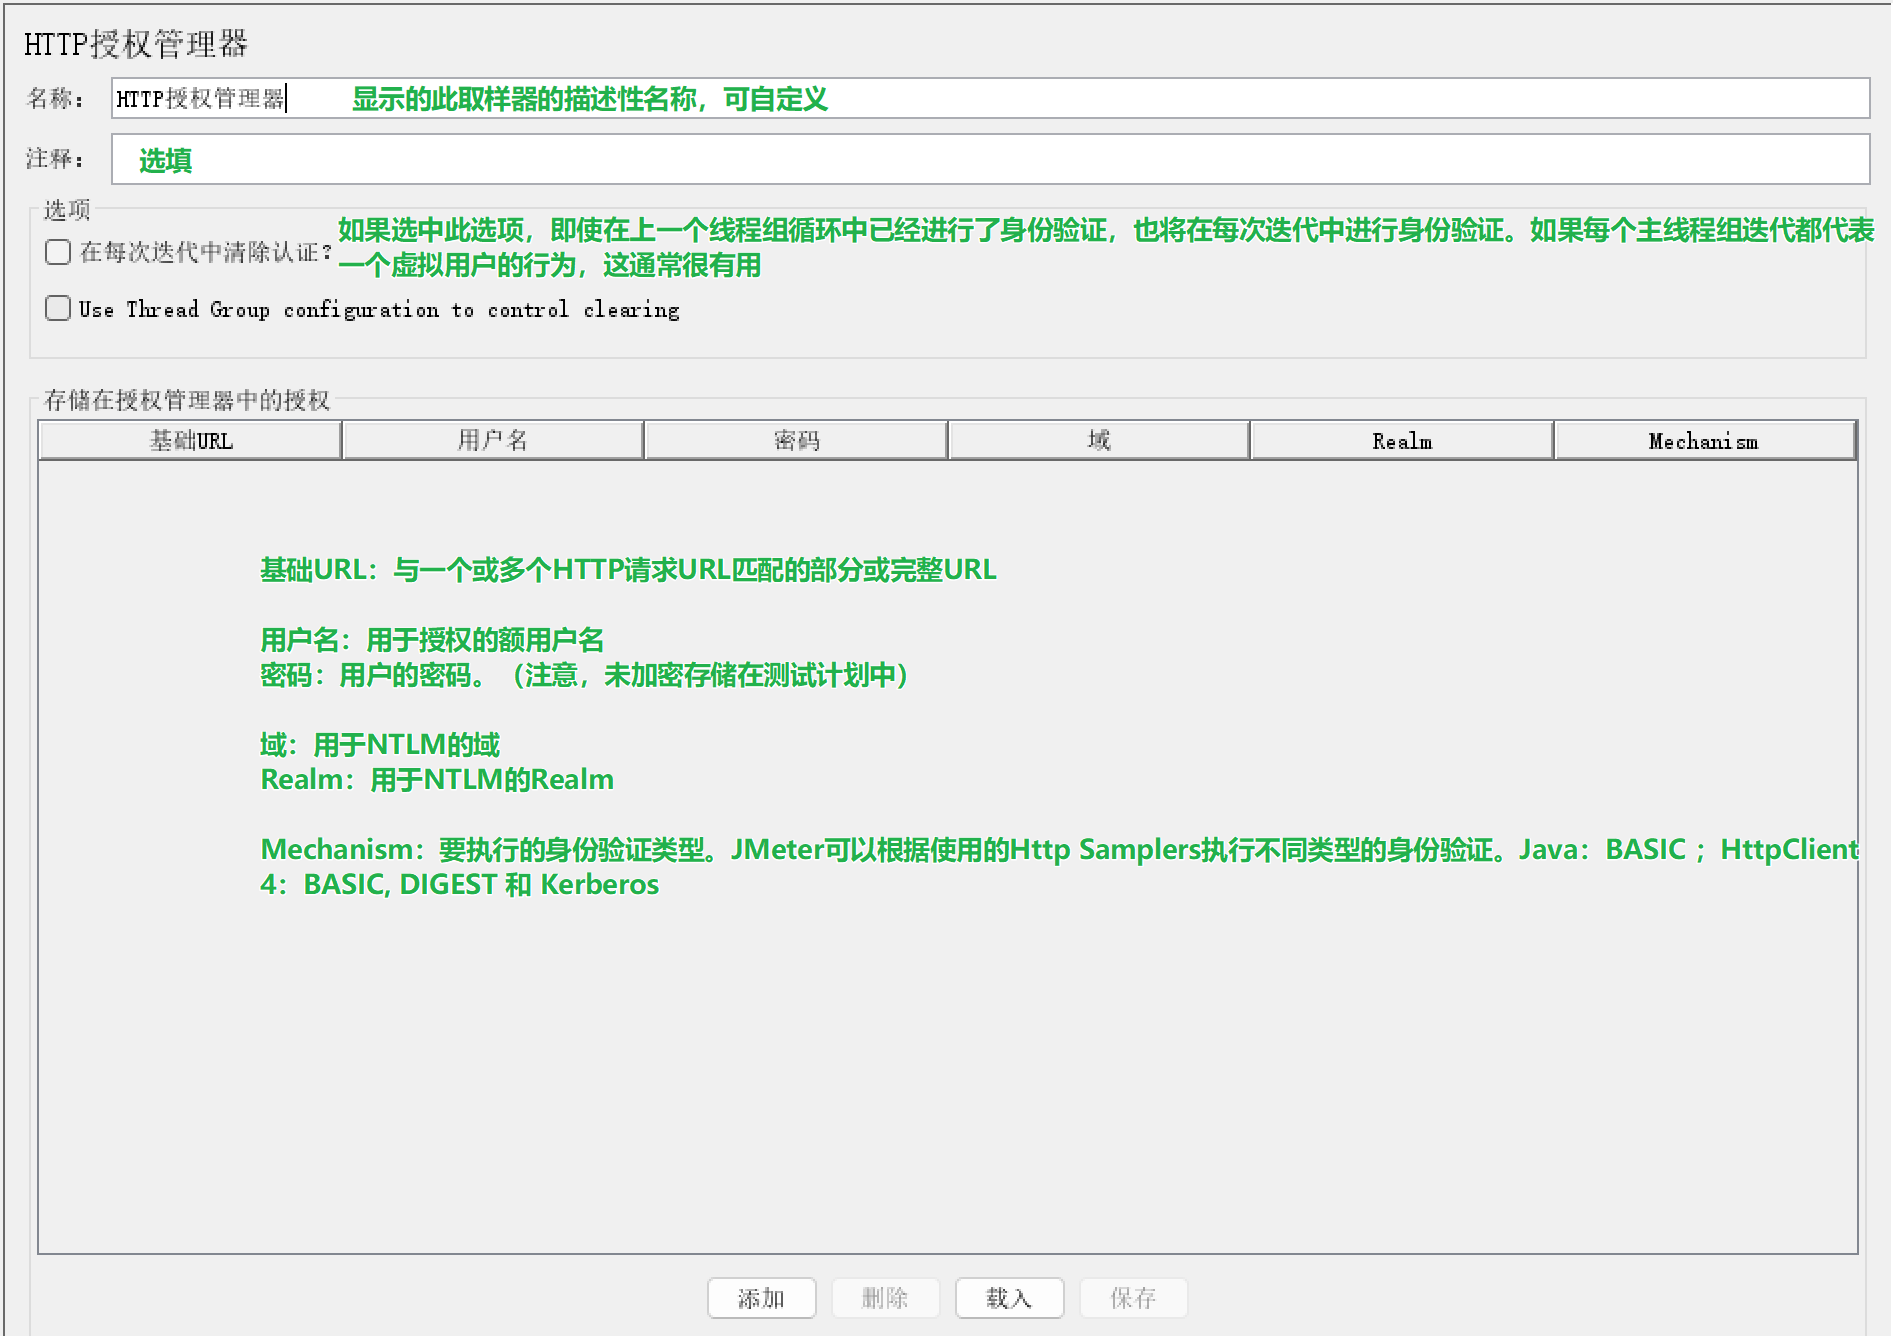 HTTP授权管理器
名称： HTTP授权管理器 显示的此取样器的描述性名称，可自定义
注释： 选填
选项
如果选中此选项，即使在上一个线程组循环中已经进行了身份验证，也将在每次迭代中进行身份验证。如果每个主线程组迭代都代表
在每次迭代中清除认证?
一个虚拟用户的行为，这通常很有用
Use Thread Group configuration to control clearing
存储在授权管理器中的授权
基础URL 用户名 密码 域 Realm Mechanism
基础URL：与一个或多个HTTP请求URL匹配的部分或完整URL
用户名：用于授权的额用户名
密码：用户的密码。（注意，未加密存储在测试计划中）
域：用于NTLM的域
Realm：用于NTLM的Realm
Mechanism：要执行的身份验证类型。JMeter可以根据使用的Http Samplers执行不同类型的身份验证。Java：BASIC ；HttpClient
4：BASIC, DIGEST 和 Kerberos
添加 删除 载入 保存